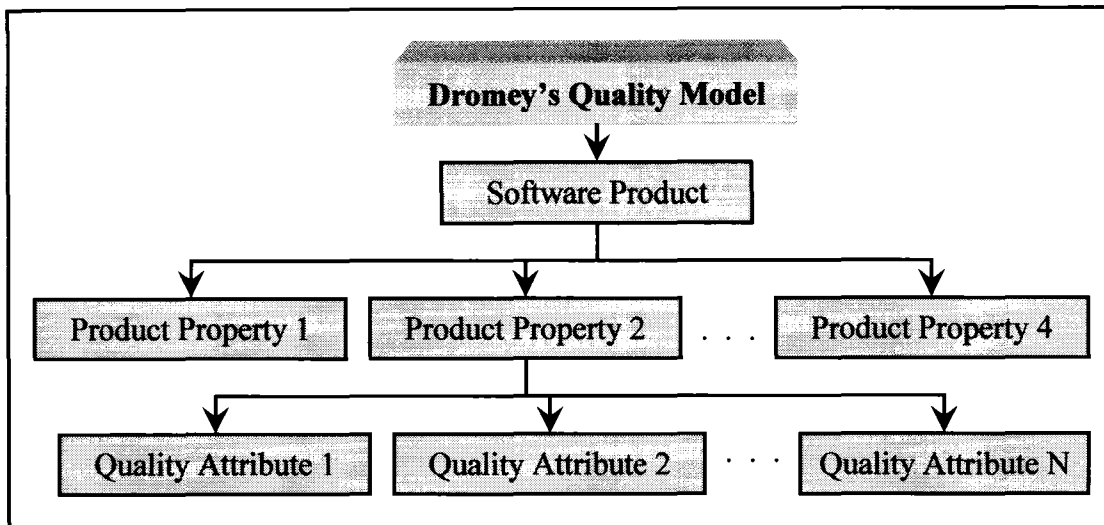 Dromey's Quality Model
Software Product
Product Property 1
Product Property 2
. . .
Product Property 4
Quality Attribute 1
Quality Attribute 2
. . .
Quality Attribute N